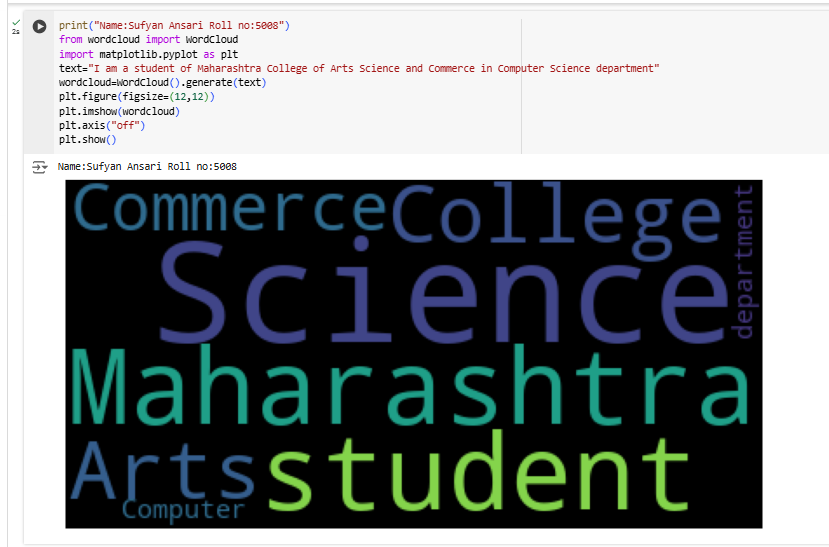 2s
print("Name:Sufyan Ansari Roll no:5008")
from wordcloud import WordCloud
import matplotlib.pyplot as plt
text="I am a student of Maharashtra College of Arts Science and Commerce in Computer Science department"
wordcloud=WordCloud().generate(text)
plt.figure(figsize=(12,12))
plt.imshow(wordcloud)
plt.axis("off")
plt.show()
Name:Sufyan Ansari Roll no:5008
Commerce College
department
Science
Maharashtra
Arts student
Computer